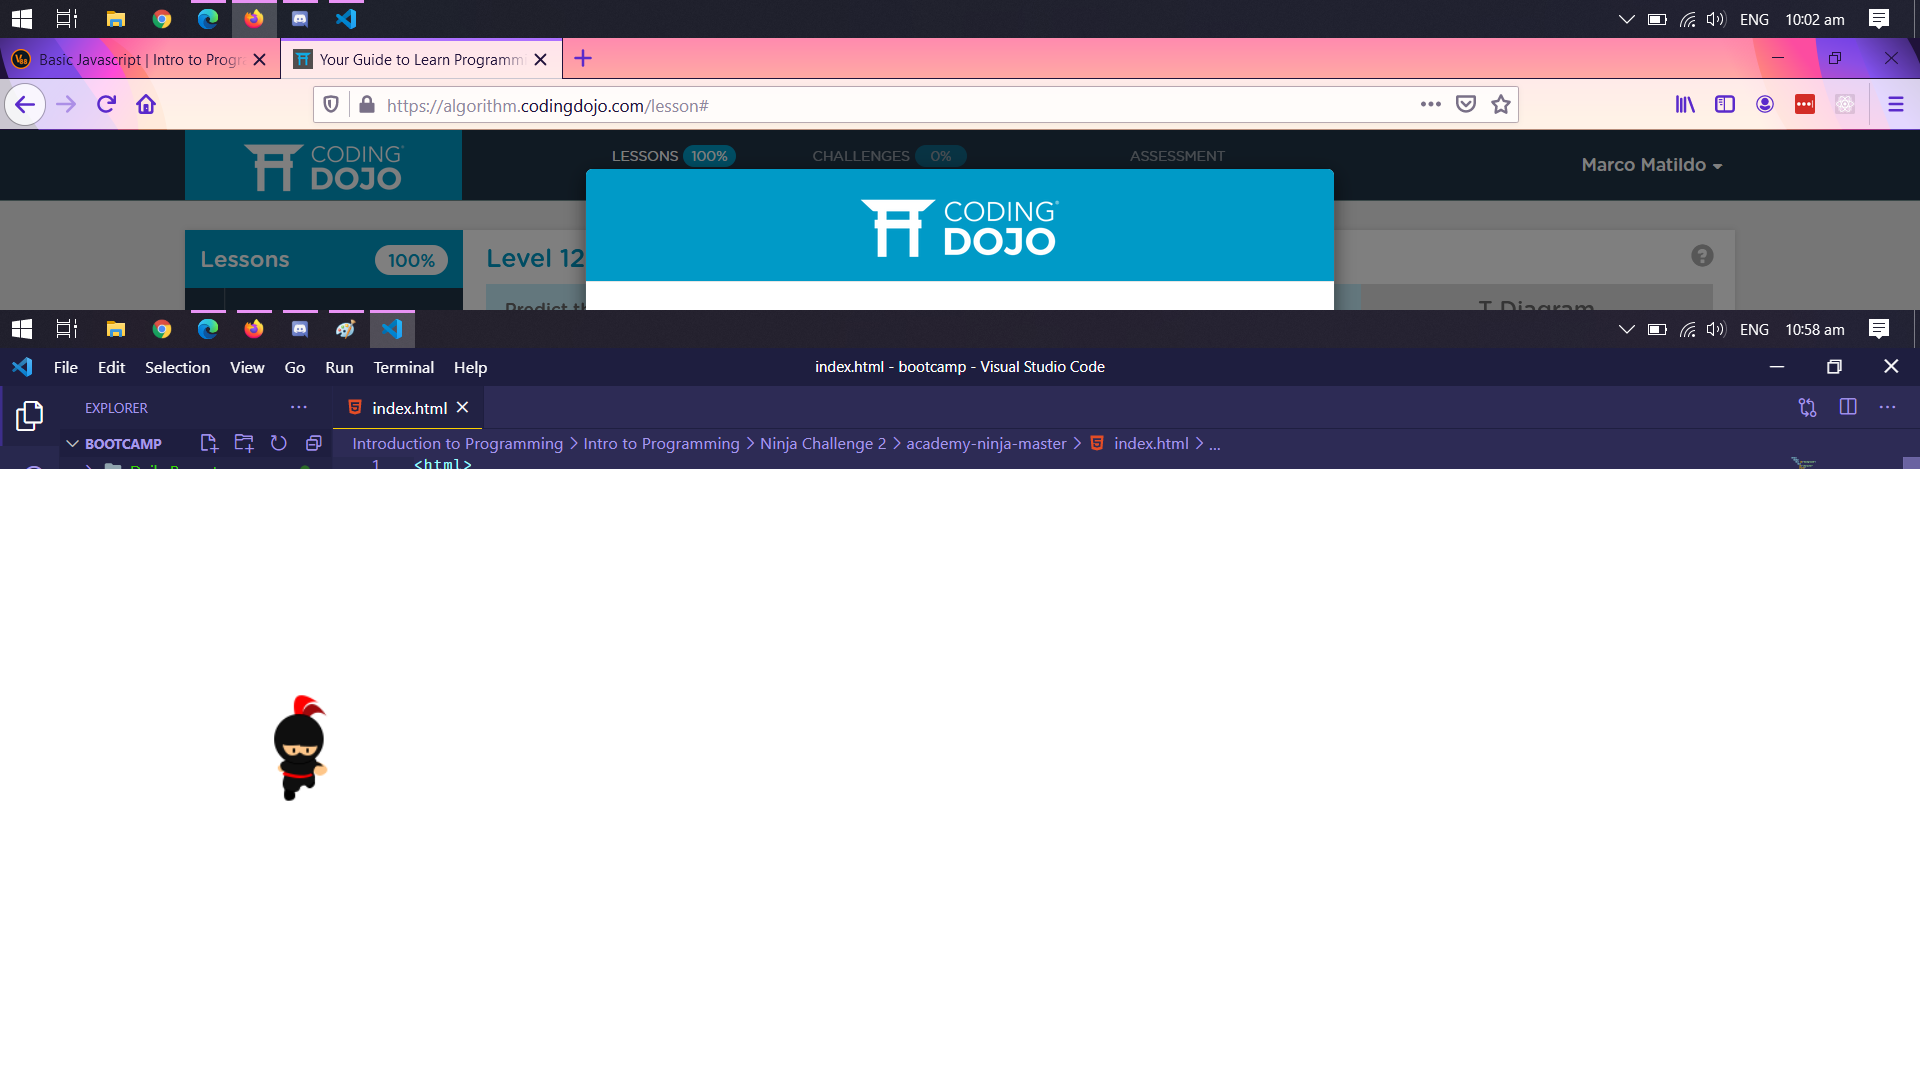 ENG 10:02 am
Basic Javascript | Intro to Progra
Your Guide to Learn Programmi
https://algorithm.codingdojo.com/lesson#
CODING DOJO
LESSONS 100% CHALLENGES 0% ASSESSMENT
Marco Matildo
CODING DOJO
Lessons 100%
Level 12
Predict th
T Diagram
ENG 10:58 am
File Edit Selection View Go Run Terminal Help
index.html - bootcamp - Visual Studio Code
EXPLORER
index.html
BOOTCAMP
Introduction to Programming > Intro to Programming > Ninja Challenge 2 > academy-ninja-master > index.html > ...
1 <html>